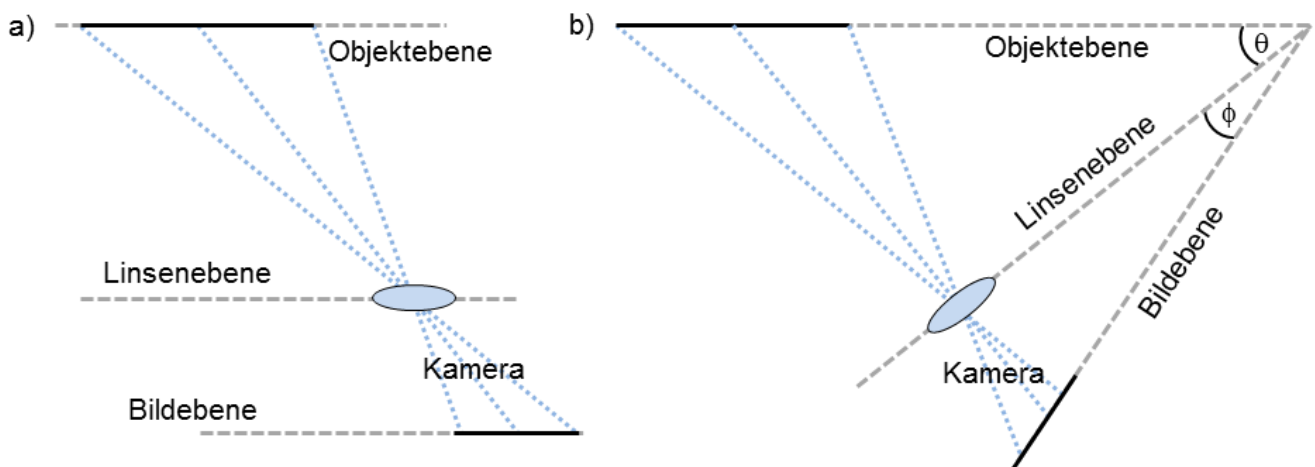 a)
Objektebene
Linsenebene
Kamera
Bildebene
b)
Objektebene
θ
ϕ
Linsenebene
Bildebene
Kamera